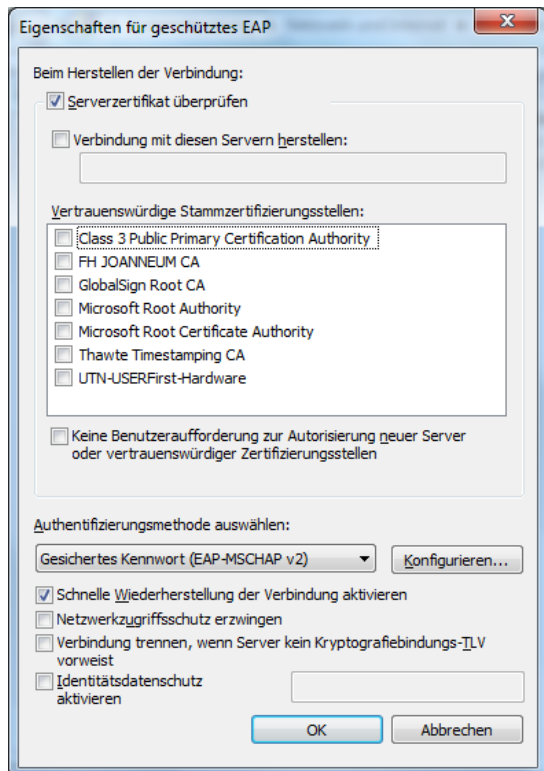 Eigenschaften für geschütztes EAP
Beim Herstellen der Verbindung:
Serverzertifikat überprüfen
Verbindung mit diesen Servern herstellen:
Vertrauenswürdige Stammzertifizierungsstellen:
Class 3 Public Primary Certification Authority
FH JOANNEUM CA
GlobalSign Root CA
Microsoft Root Authority
Microsoft Root Certificate Authority
Thawte Timestamping CA
UTN-USERFirst-Hardware
Keine Benutzeraufforderung zur Autorisierung neuer Server
oder vertrauenswürdiger Zertifizierungsstellen
Authentifizierungsmethode auswählen:
Gesichertes Kennwort (EAP-MSCHAP v2)
Konfigurieren...
Schnelle Wiederherstellung der Verbindung aktivieren
Netzwerkzugriffsschutz erzwingen
Verbindung trennen, wenn Server kein Kryptografiebindungs-TLV
vorweist
Identitätsdatenschutz
aktivieren
OK
Abbrechen